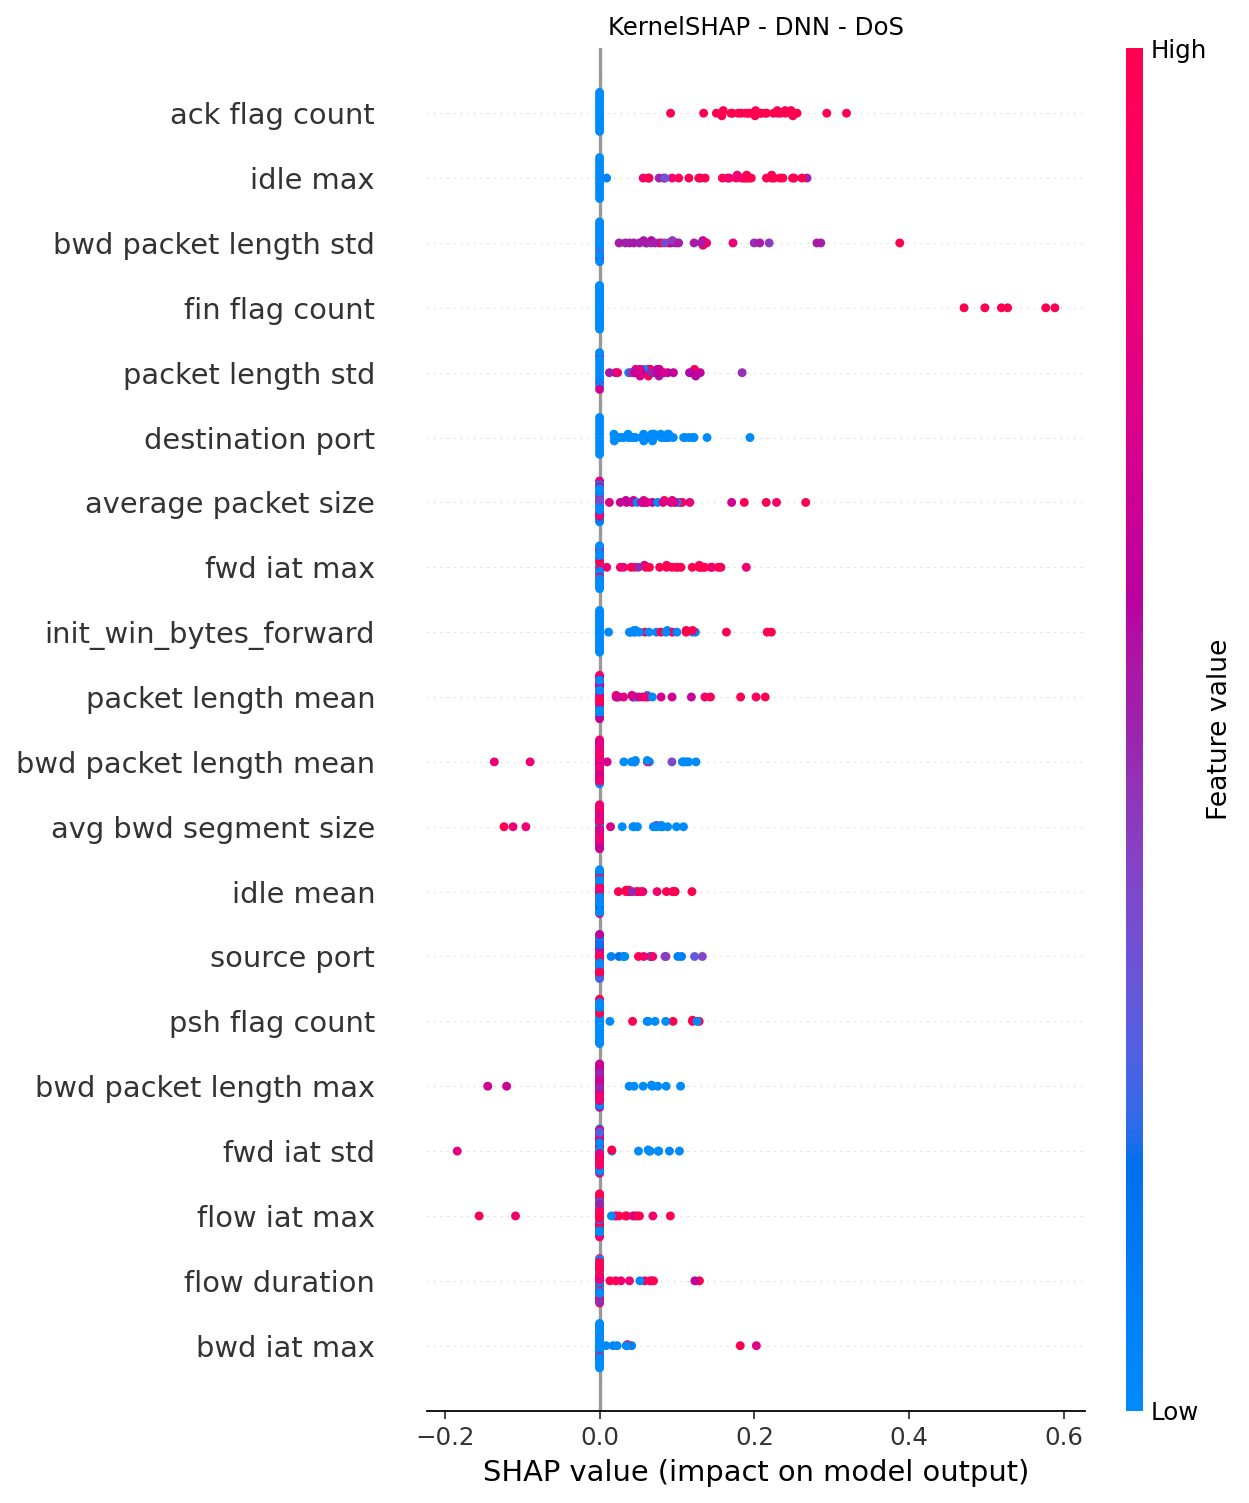 KernelSHAP - DNN - DoS
High
ack flag count
idle max
bwd packet length std
fin flag count
packet length std
destination port
average packet size
fwd iat max
init_win_bytes_forward
packet length mean
bwd packet length mean
avg bwd segment size
idle mean
source port
psh flag count
bwd packet length max
fwd iat std
flow iat max
flow duration
bwd iat max
Feature value
Low
−0.2 0.0 0.2 0.4 0.6
SHAP value (impact on model output)